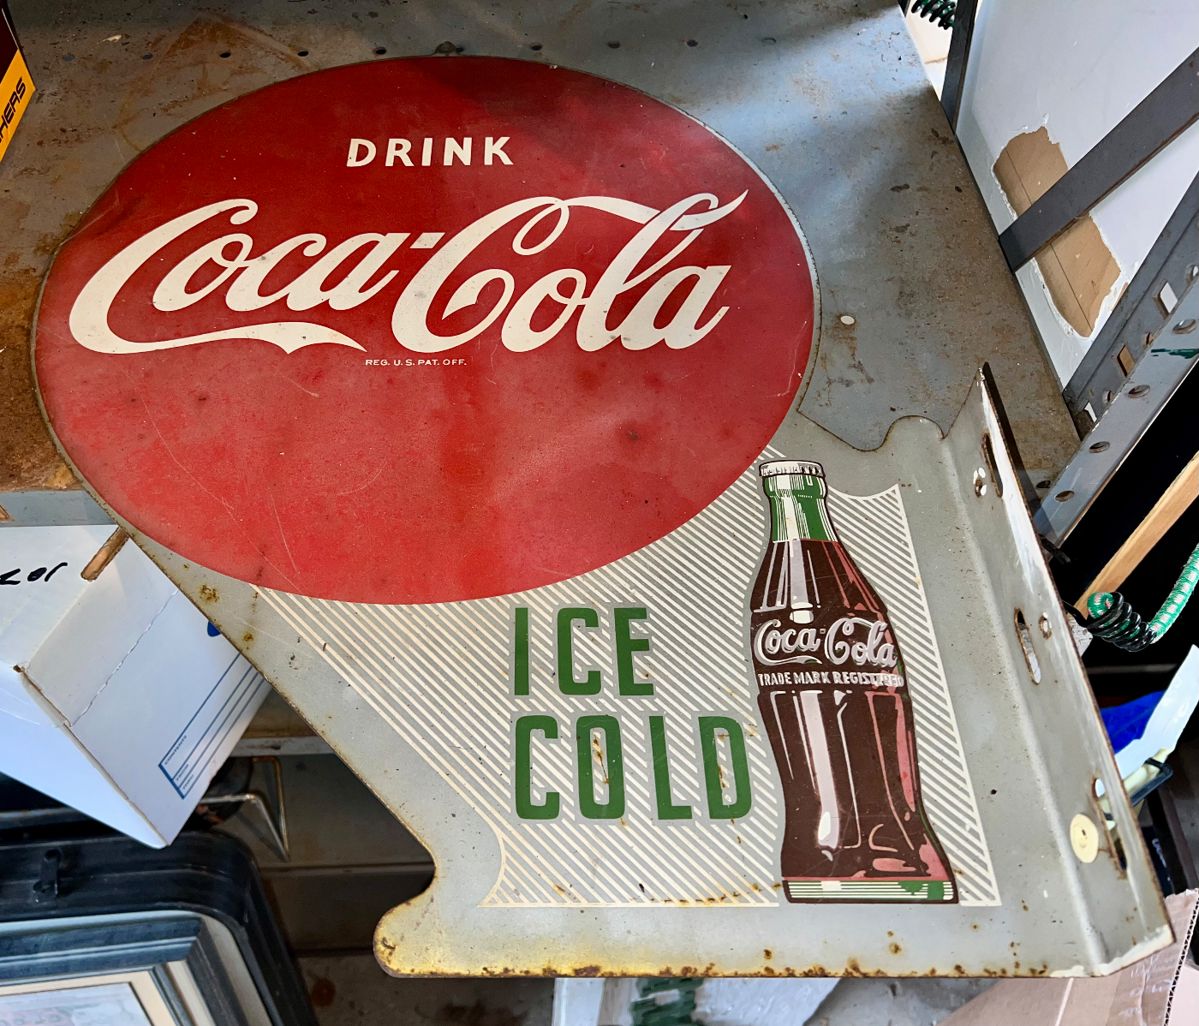 DRINK
Coca-Cola
REG. U.S. PAT. OFF.
ICE
COLD
Coca-Cola
TRADE MARK REGISTERED